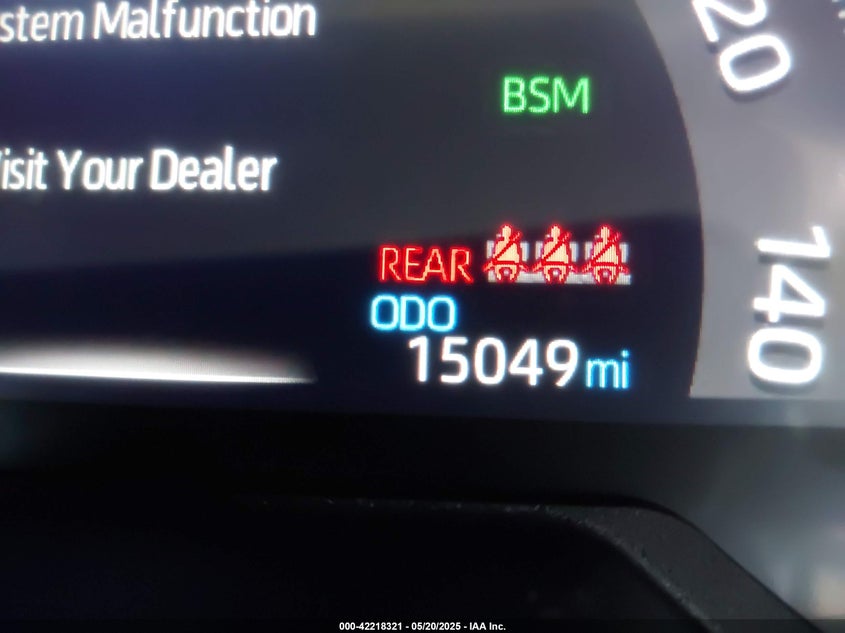 stem Malfunction
BSM
isit Your Dealer
REAR
ODO
15049 mi
20
140
000-42218321 - 05/20/2025 - IAA Inc.